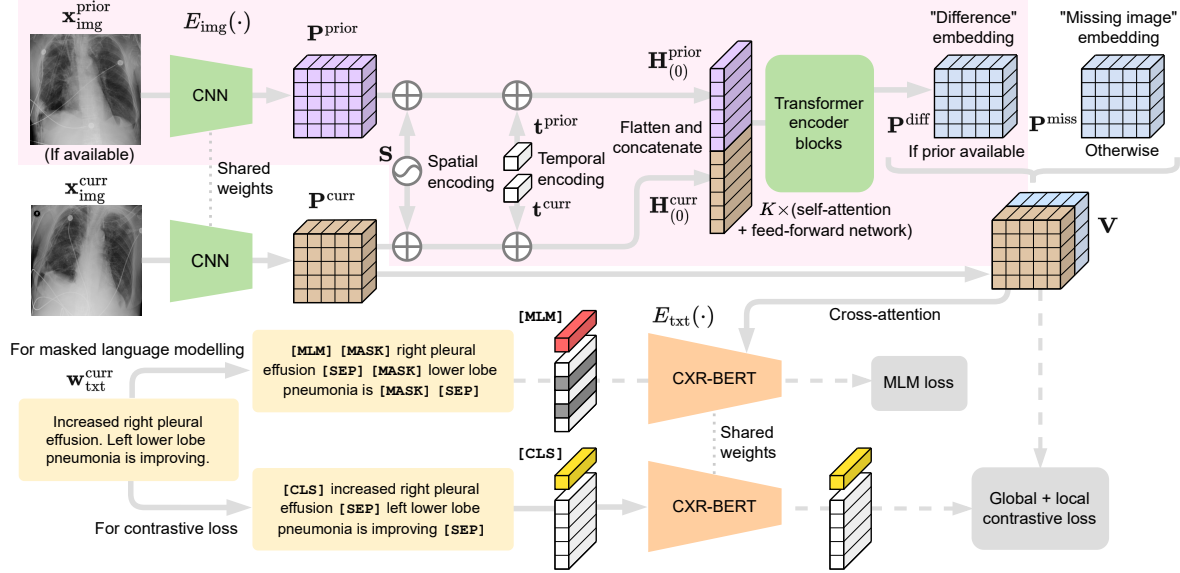 x_img^prior
E_img(·)
P^prior
CNN
(If available)
Shared
weights
x_img^curr
P^curr
CNN
S
Spatial
encoding
t^prior
Temporal
encoding
t^curr
H_(0)^prior
Flatten and
concatenate
H_(0)^curr
Transformer
encoder
blocks
K×(self-attention
+ feed-forward network)
"Difference"
embedding
P^diff
If prior available
"Missing image"
embedding
P^miss
Otherwise
V
Cross-attention
For masked language modelling
w_txt^curr
Increased right pleural
effusion. Left lower lobe
pneumonia is improving.
For contrastive loss
[MLM] [MASK] right pleural
effusion [SEP] [MASK] lower lobe
pneumonia is [MASK] [SEP]
[MLM]
E_txt(·)
CXR-BERT
MLM loss
Shared
weights
[CLS] increased right pleural
effusion [SEP] left lower lobe
pneumonia is improving [SEP]
[CLS]
CXR-BERT
Global + local
contrastive loss